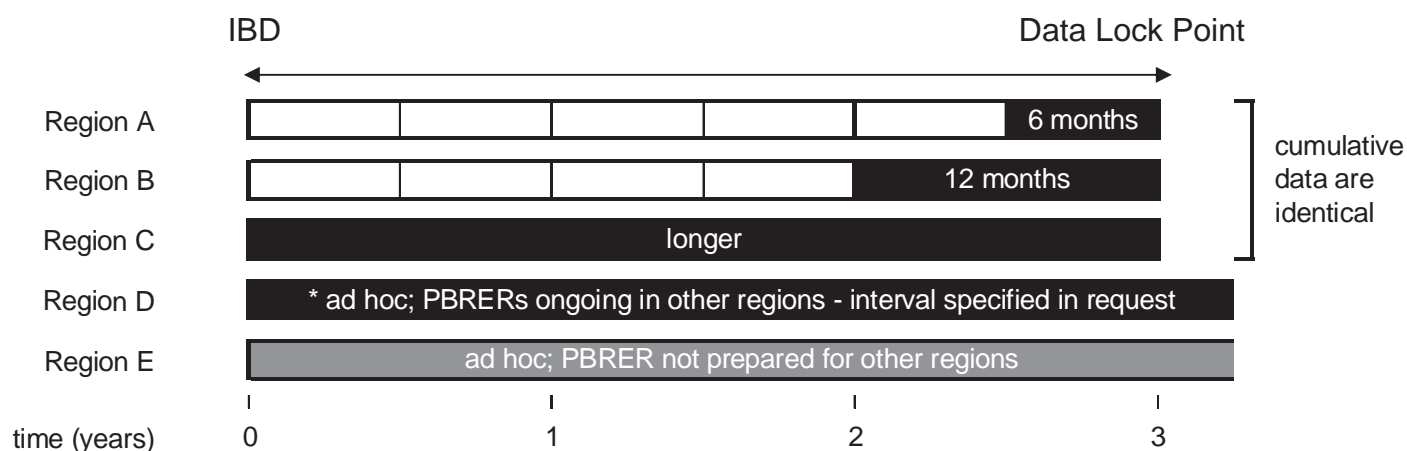 IBD Data Lock Point
Region A 6 months
Region B 12 months
Region C longer
cumulative
data are
identical
Region D * ad hoc; PBRERs ongoing in other regions - interval specified in request
Region E ad hoc; PBRER not prepared for other regions
time (years) 0 1 2 3